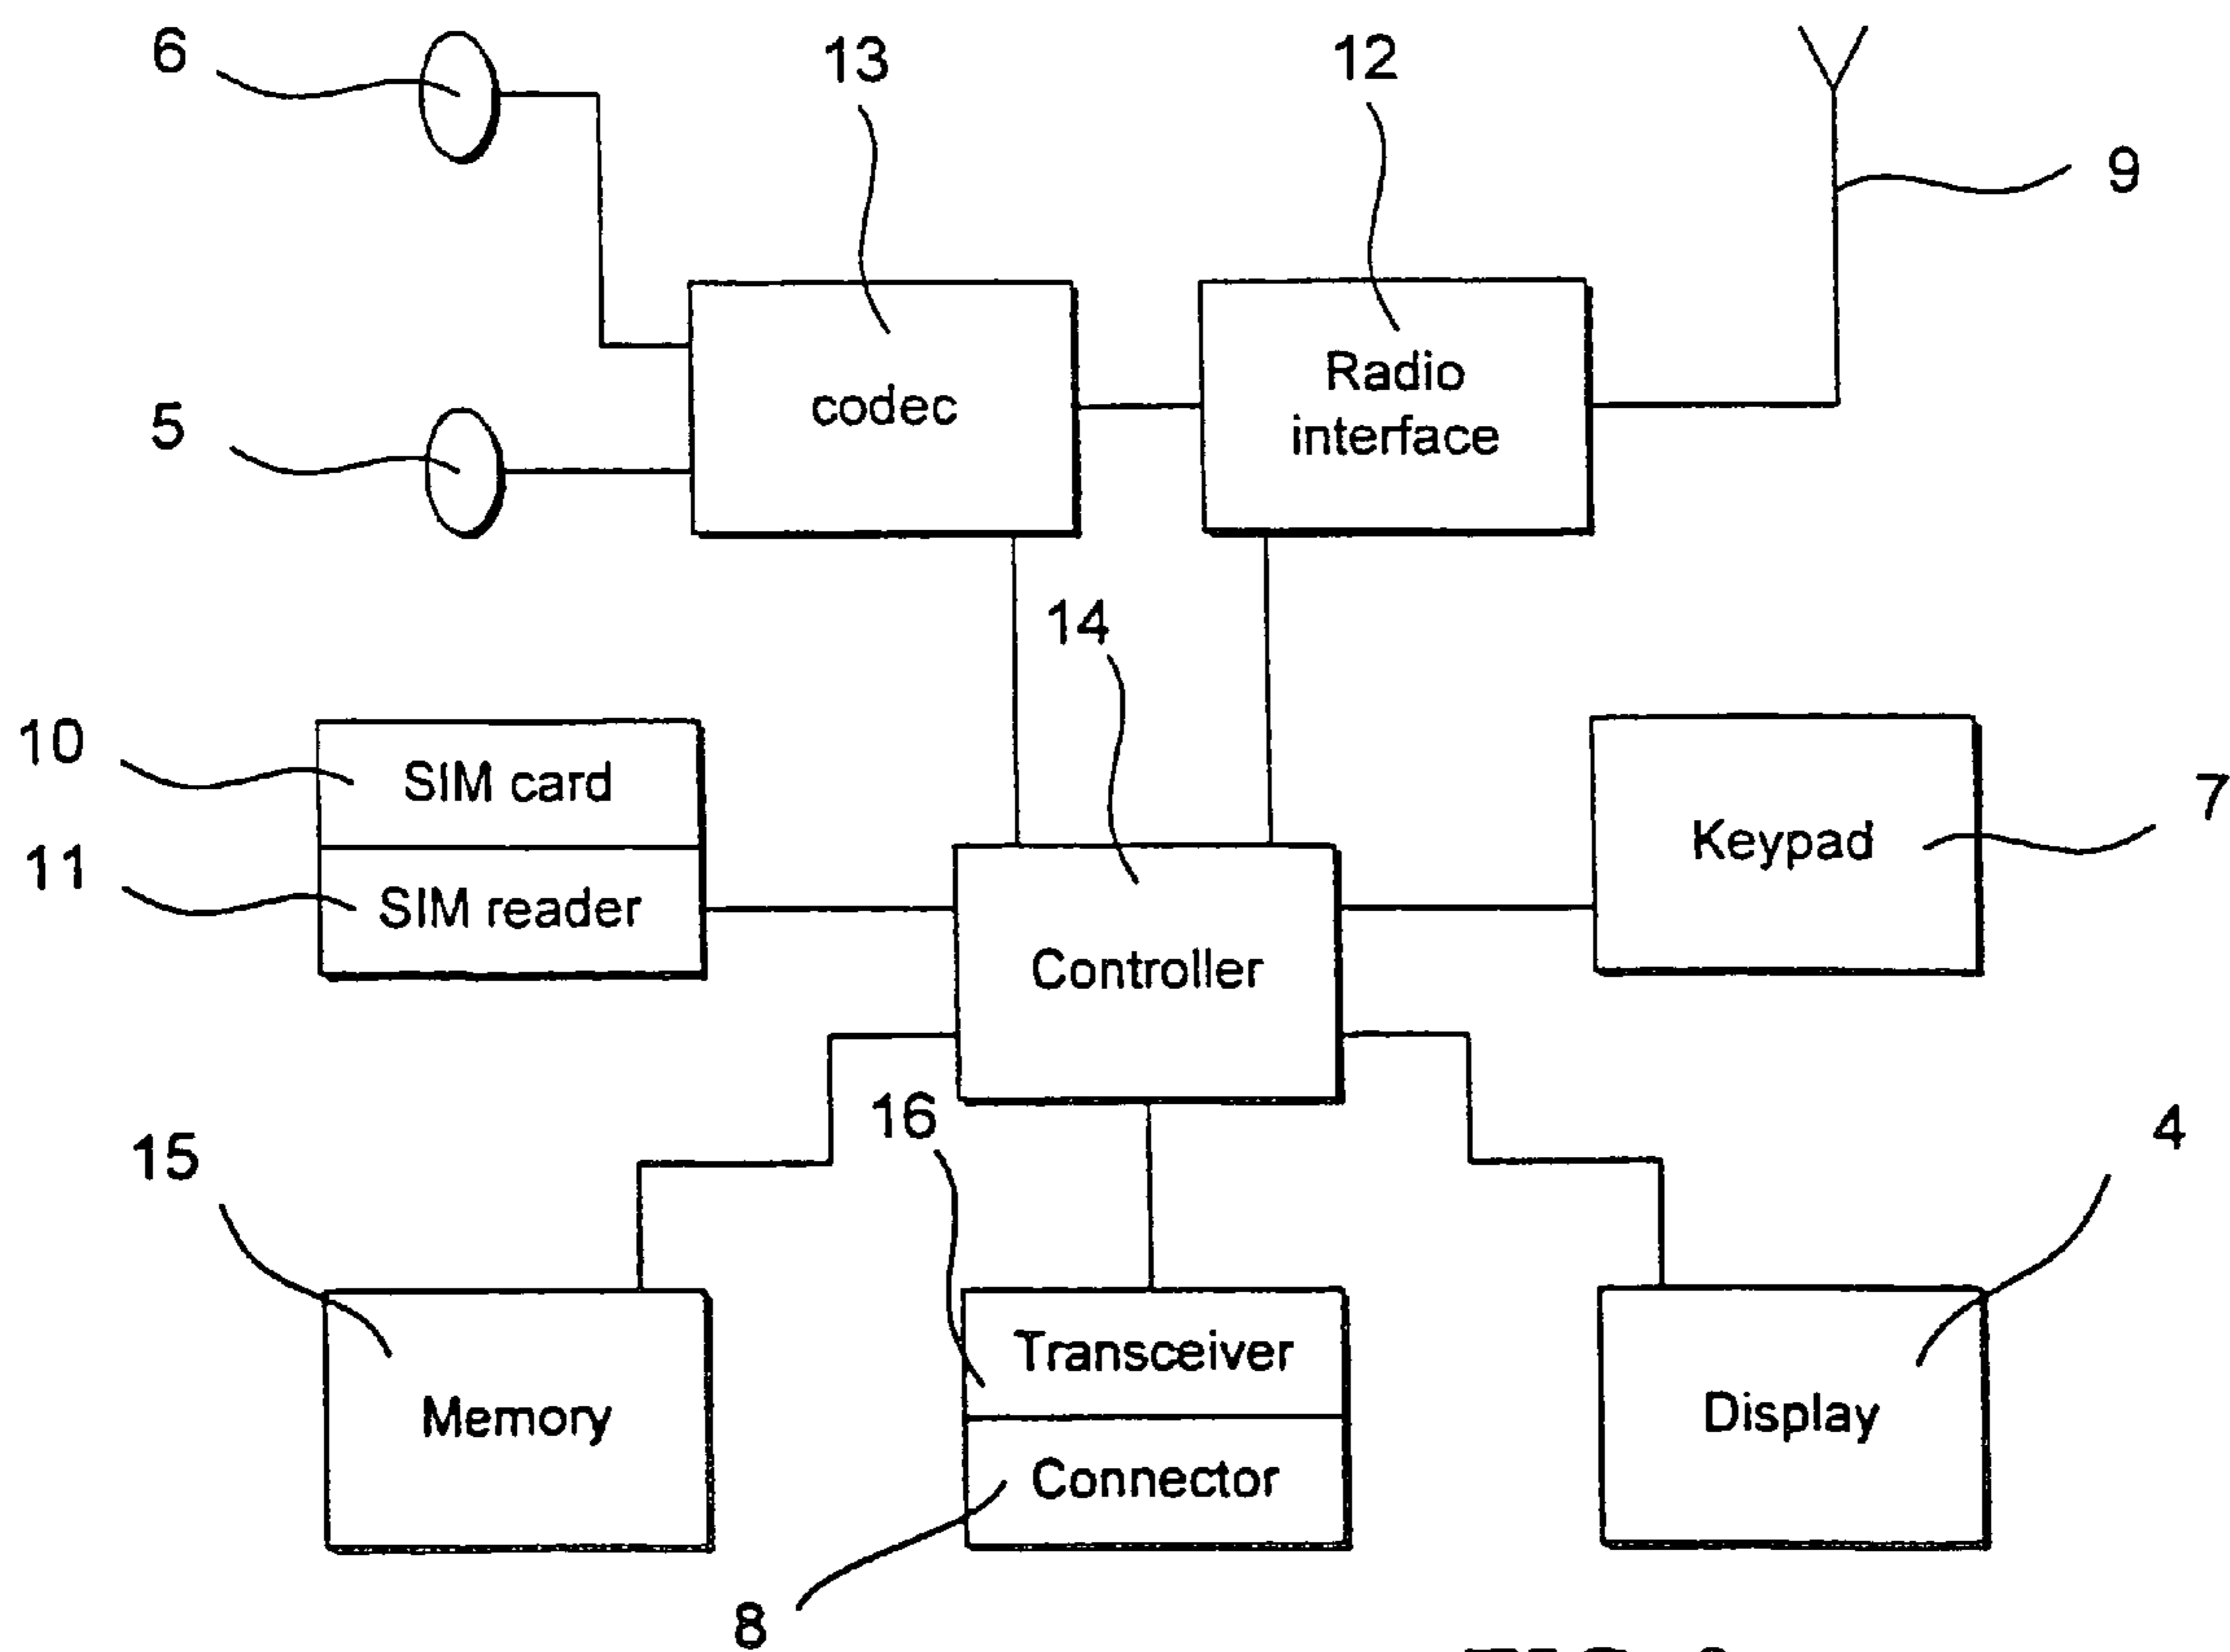 6
13
12
9
5
codec
Radio
interface
14
10
SIM card
11
SIM reader
Keypad
7
Controller
16
15
4
Memory
Transceiver
Connector
Display
8